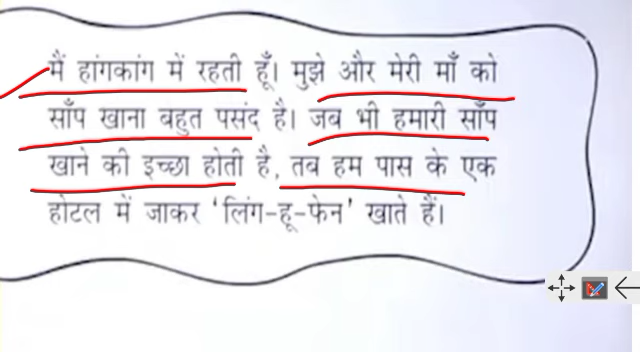 मैं हांगकांग में रहती हूँ। मुझे और मेरी माँ को
साँप खाना बहुत पसंद है। जब भी हमारी साँप
खाने की इच्छा होती है, तब हम पास के एक
होटल में जाकर ‘लिंग-हू-फेन’ खाते हैं।